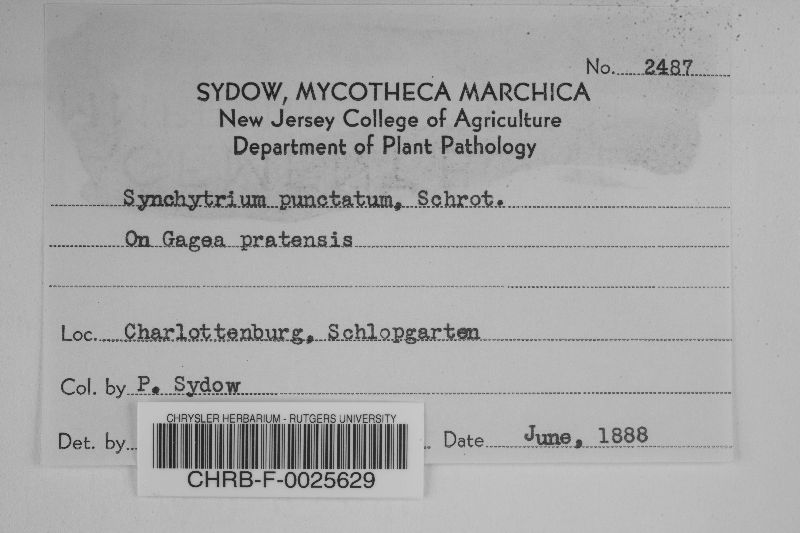 No. 2487
SYDOW, MYCOTHECA MARCHICA
New Jersey College of Agriculture
Department of Plant Pathology
Synchytrium punctatum, Schrot.
On Gagea pratensis
Loc. Charlottenburg, Schlopgarten
Col. by P. Sydow
Det. by Date June, 1888
CHRYSLER HERBARIUM - RUTGERS UNIVERSITY
CHRB-F-0025629